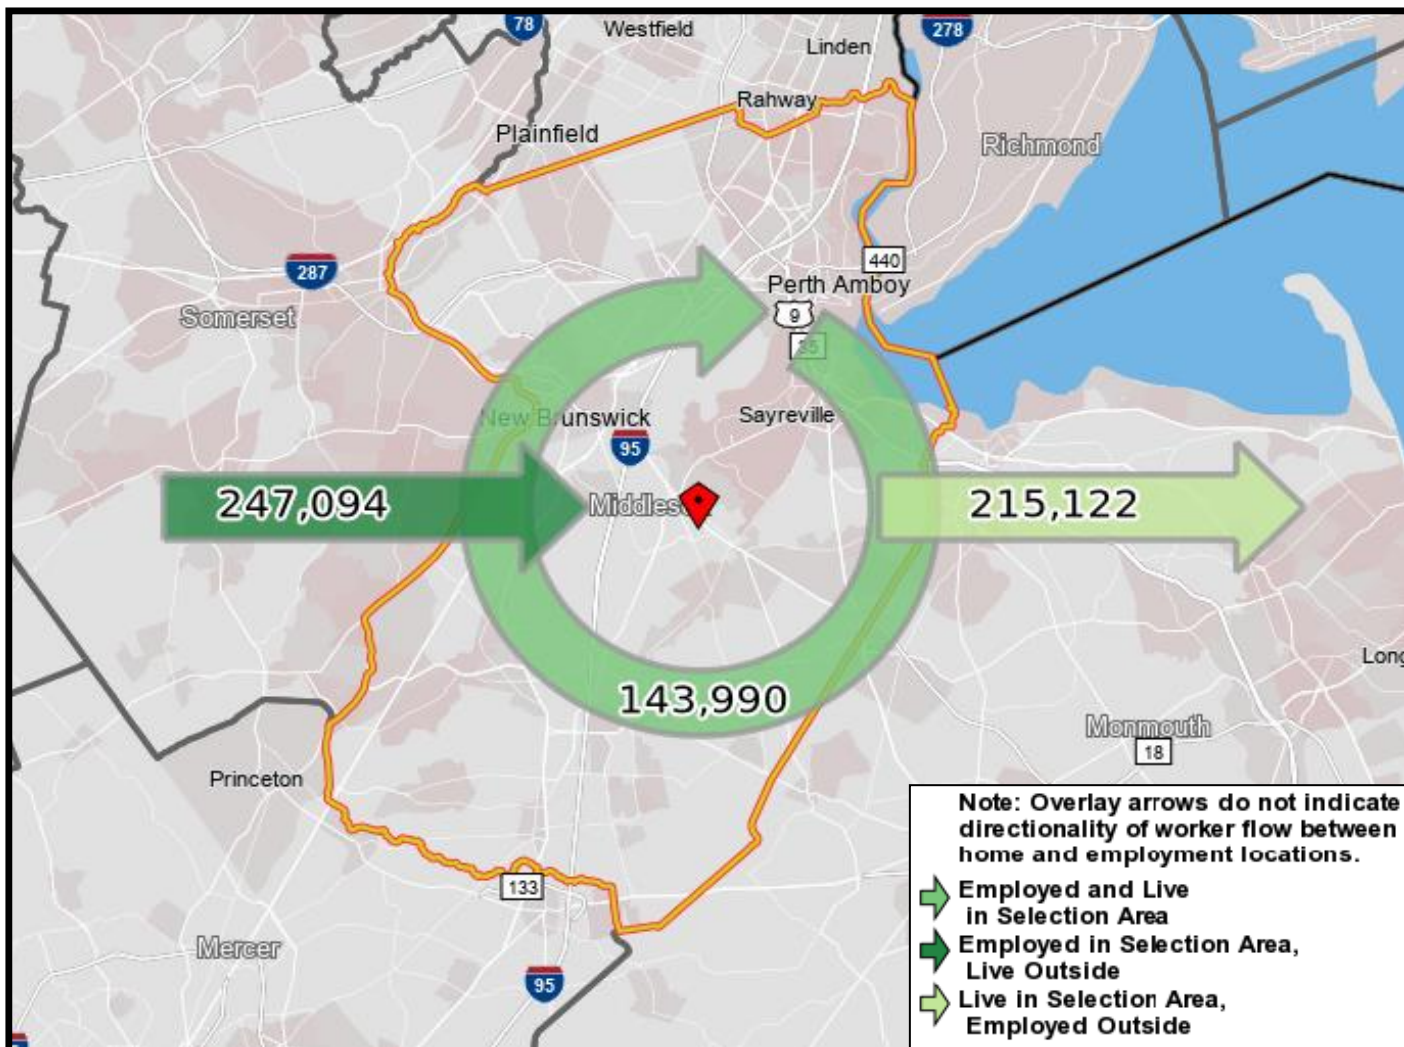 78
Westfield
278
Linden
Rahway
Plainfield
Richmond
440
287
Perth Amboy
9
35
Somerset
New Brunswick
Sayreville
95
247,094
215,122
143,990
Long
Monmouth
18
Princeton
133
Mercer
95
Note: Overlay arrows do not indicate
directionality of worker flow between
home and employment locations.
Employed and Live
in Selection Area
Employed in Selection Area,
Live Outside
Live in Selection Area,
Employed Outside